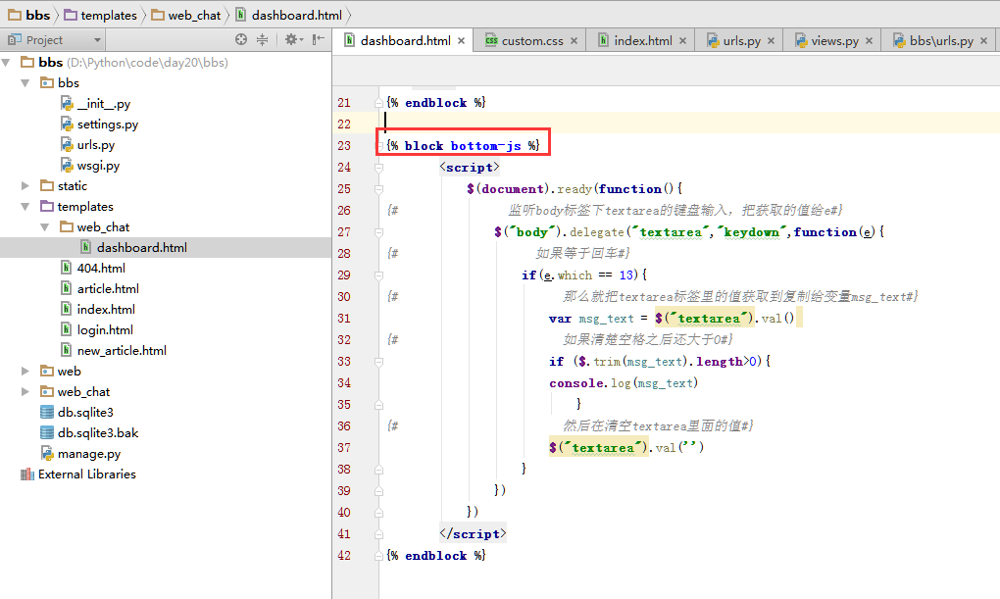 bbs templates web_chat dashboard.html
Project
dashboard.html custom.css index.html urls.py views.py bbs\urls.py
bbs (D:\Python\code\day20\bbs)
bbs
__init__.py
settings.py
urls.py
wsgi.py
static
templates
web_chat
dashboard.html
404.html
article.html
index.html
login.html
new_article.html
web
web_chat
db.sqlite3
db.sqlite3.bak
manage.py
External Libraries
21 {% endblock %}
22
23 {% block bottom-js %}
24 <script>
25 $(document).ready(function(){
26 {# 监听body标签下textarea的键盘输入，把获取的值给e#}
27 $("body").delegate("textarea","keydown",function(e){
28 {# 如果等于回车#}
29 if(e.which == 13){
30 {# 那么就把textarea标签里的值获取到复制给变量msg_text#}
31 var msg_text = $("textarea").val()
32 {# 如果清楚空格之后还大于0#}
33 if ($.trim(msg_text).length>0){
34 console.log(msg_text)
35 }
36 {# 然后在清空textarea里面的值#}
37 $("textarea").val('')
38 }
39 })
40 })
41 </script>
42 {% endblock %}